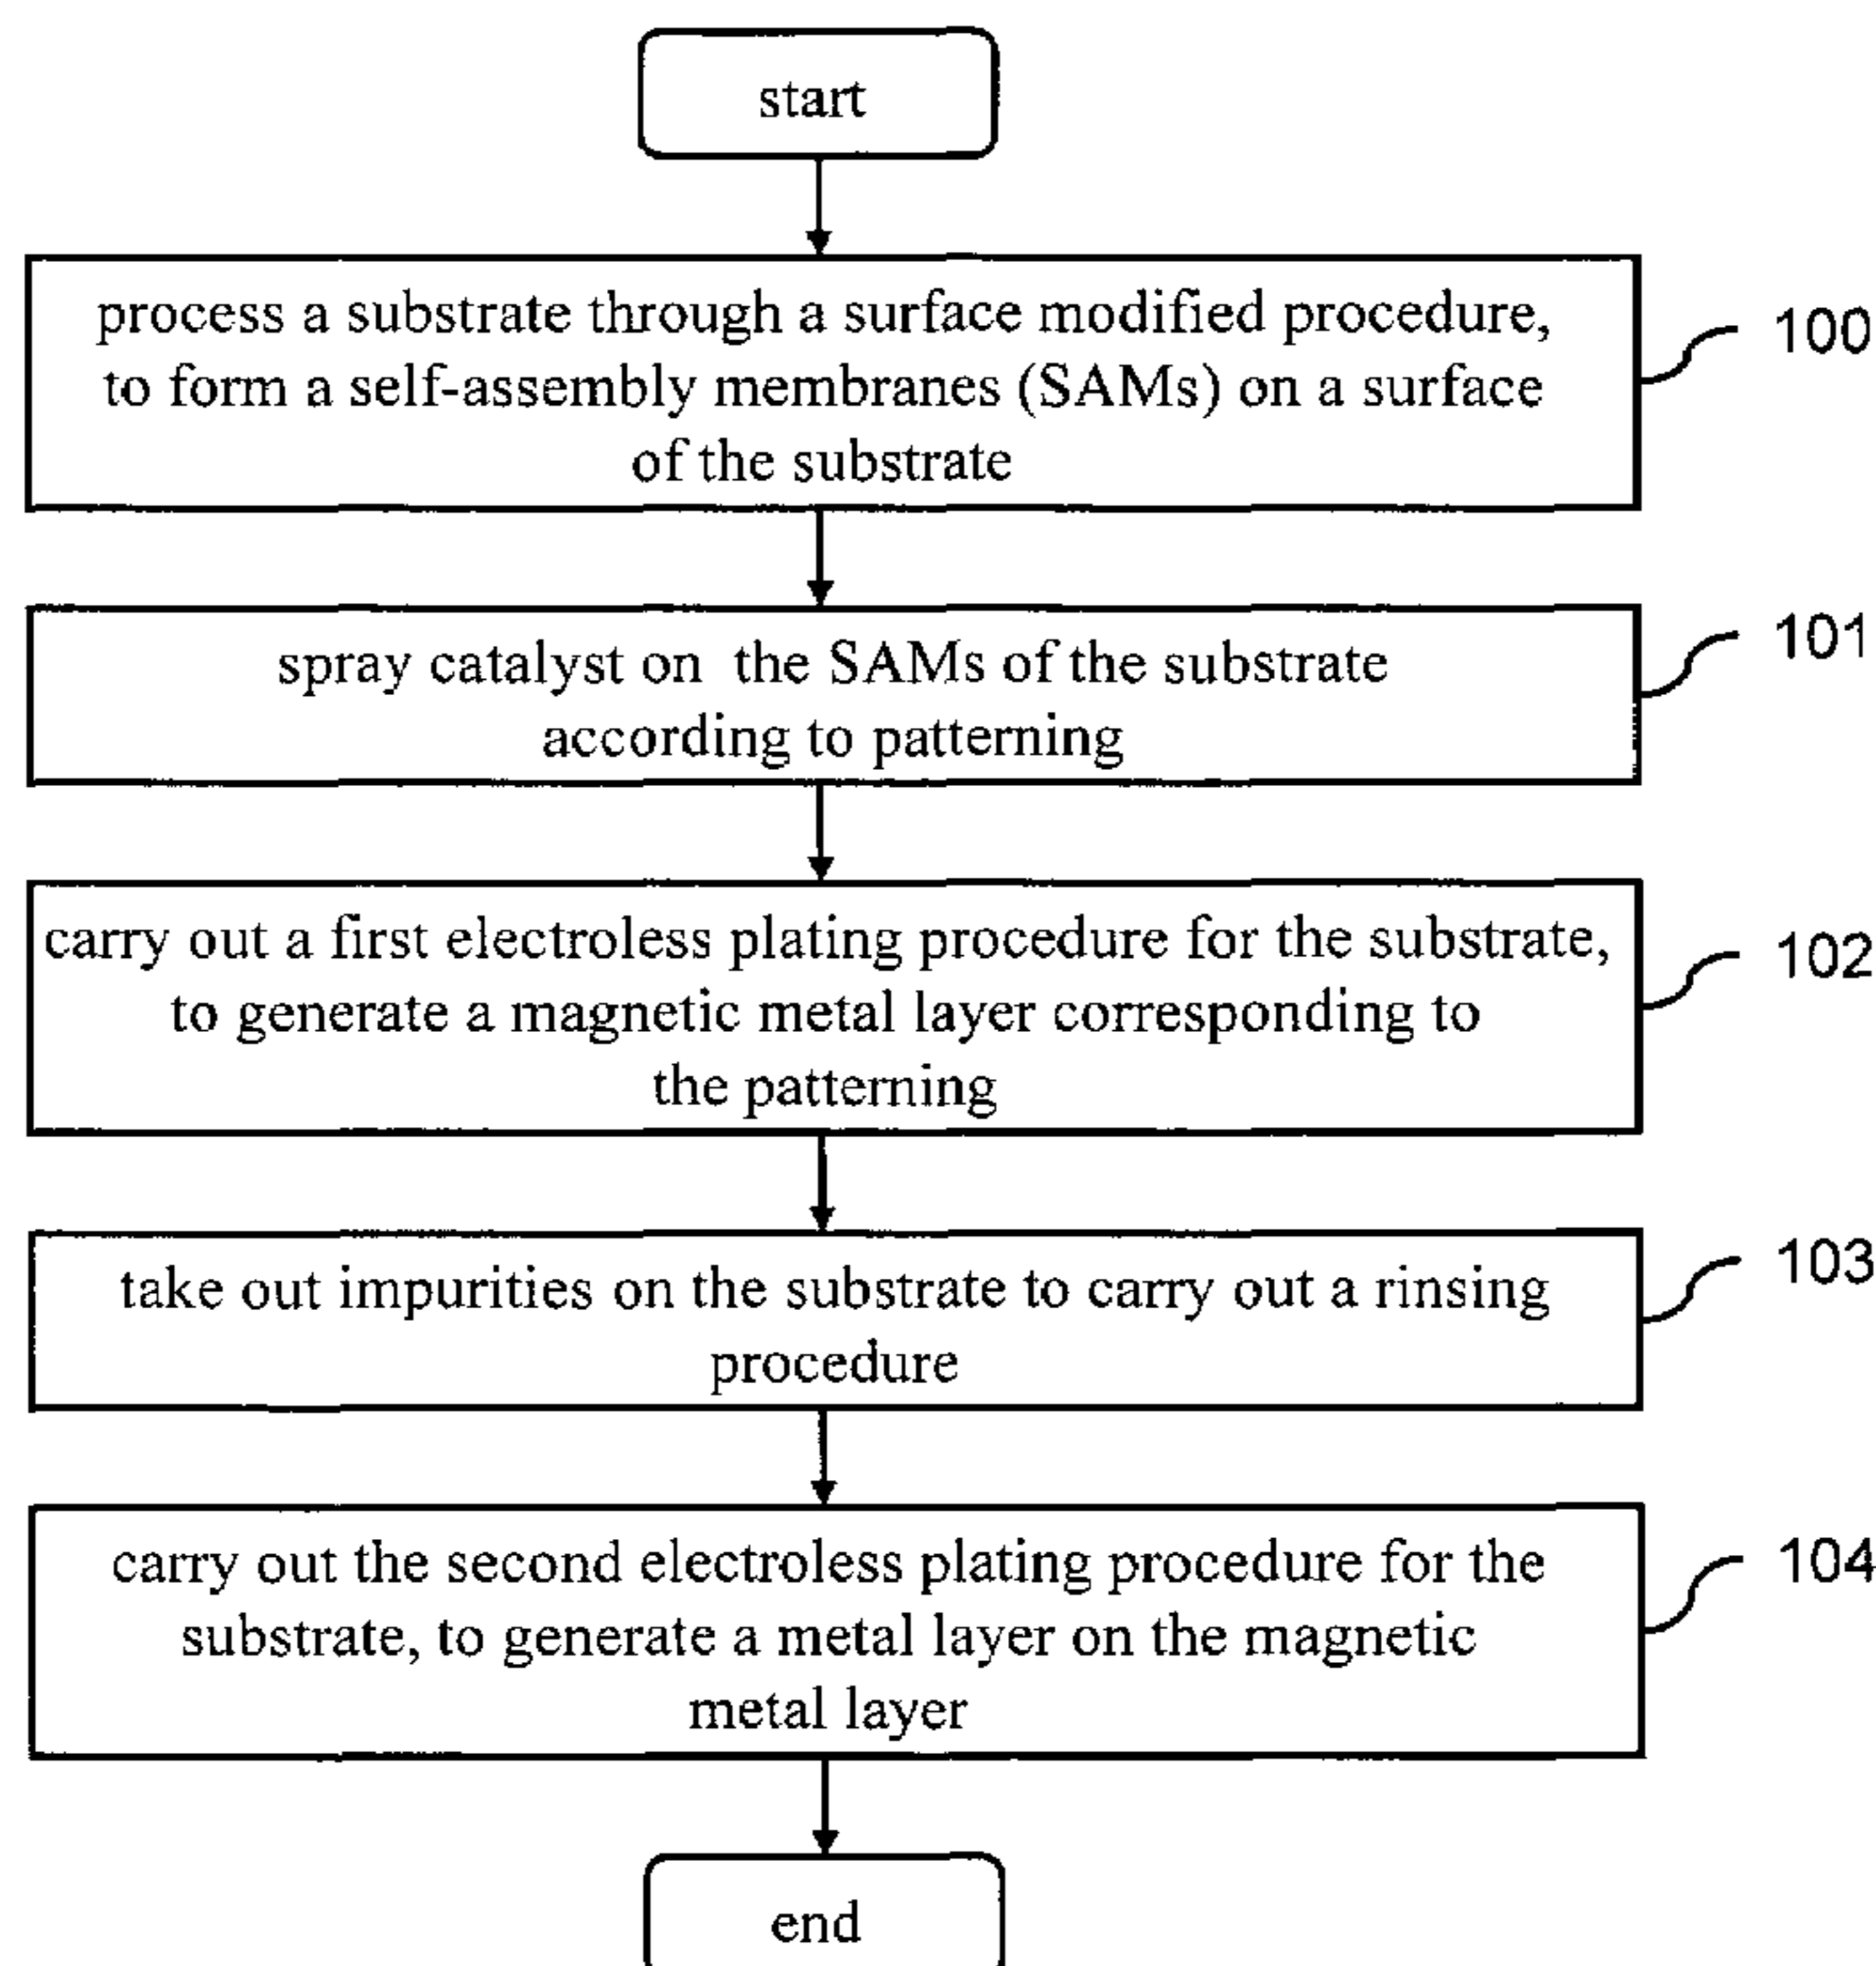 start
process a substrate through a surface modified procedure,
to form a self-assembly membranes (SAMs) on a surface
of the substrate
100
spray catalyst on the SAMs of the substrate
according to patterning
101
carry out a first electroless plating procedure for the substrate,
to generate a magnetic metal layer corresponding to
the patterning
102
take out impurities on the substrate to carry out a rinsing
procedure
103
carry out the second electroless plating procedure for the
substrate, to generate a metal layer on the magnetic
metal layer
104
end